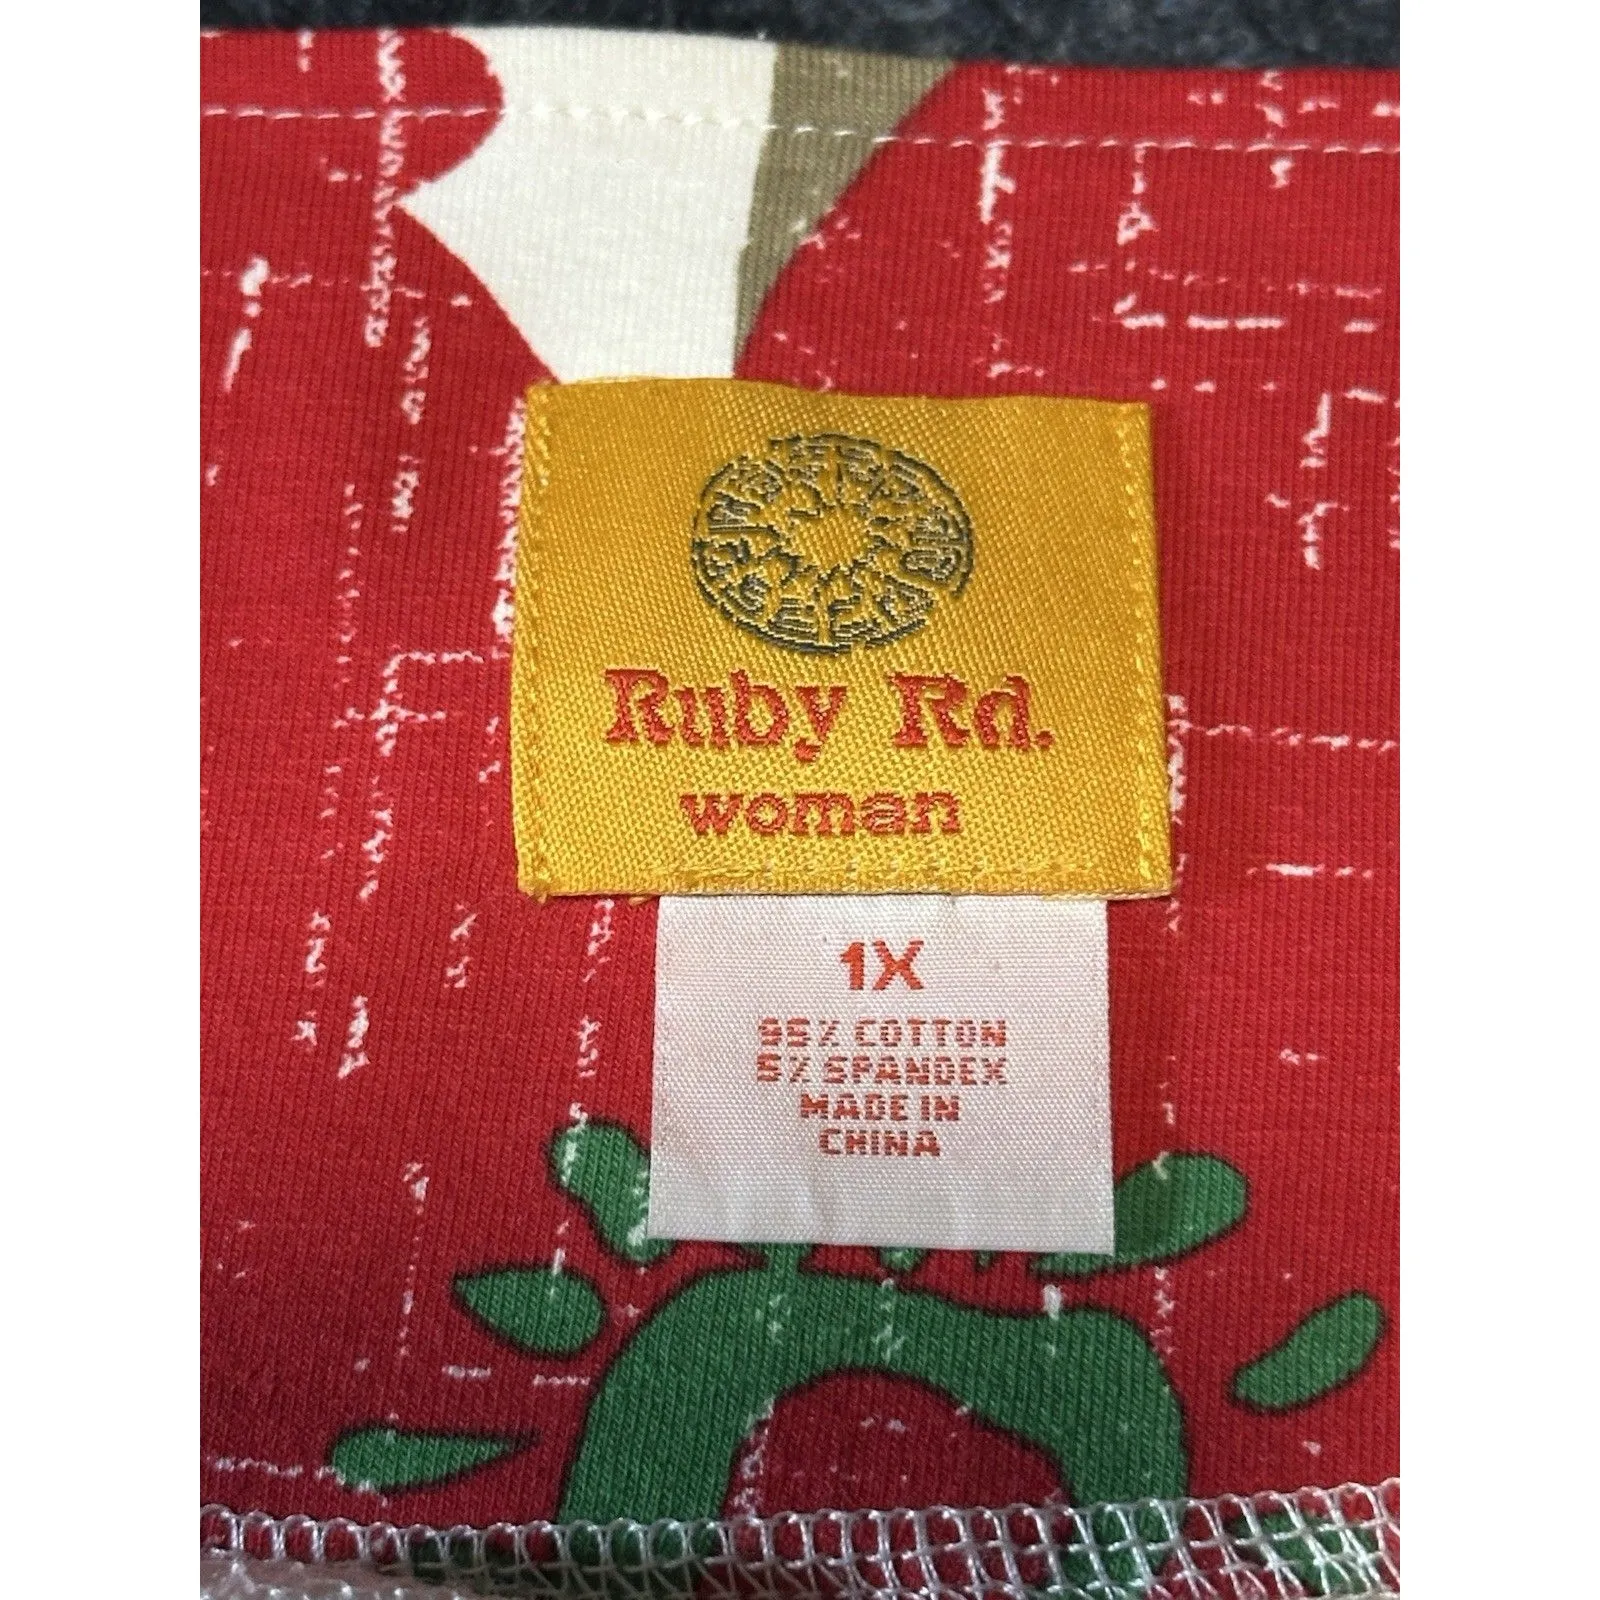 Ruby Rd.
woman
1X
95% COTTON
5% SPANDEX
MADE IN
CHINA